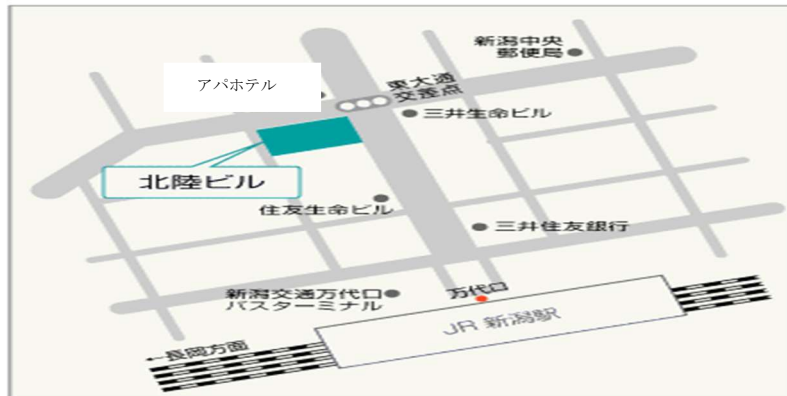 新潟中央
郵便局
アパホテル
東大通
交差点
三井生命ビル
北陸ビル
住友生命ビル
三井住友銀行
新潟交通万代口
バスターミナル
万代口
JR 新潟駅
←長岡方面